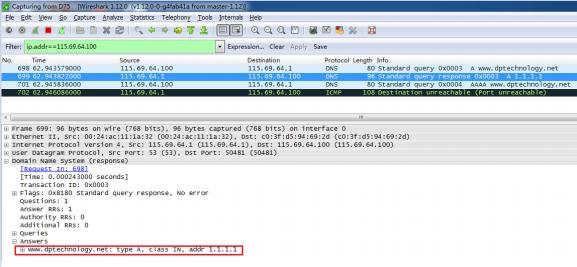 Capturing from D75 [Wireshark 1.12.0 (v1.12.0-0-g4fab41a from master-1.12)]
File Edit View Go Capture Analyze Statistics Telephony Tools Internals Help
Filter: ip.addr==115.69.64.100 Expression... Clear Apply Save
No. Time Source Destination Protocol Length Info
698 62.943579000 115.69.64.100 115.69.64.1 DNS 80 Standard query 0x0003 A www.dptechnology.net
699 62.943822000 115.69.64.1 115.69.64.100 DNS 96 Standard query response 0x0003 A 1.1.1.1
701 62.945836000 115.69.64.100 115.69.64.1 DNS 80 Standard query 0x0004 AAAA www.dptechnology.net
702 62.946086000 115.69.64.1 115.69.64.100 ICMP 108 Destination unreachable (Port unreachable)
Frame 699: 96 bytes on wire (768 bits), 96 bytes captured (768 bits) on interface 0
Ethernet II, Src: 00:24:ac:11:1a:32 (00:24:ac:11:1a:32), Dst: c0:3f:d5:94:69:2d (c0:3f:d5:94:69:2d)
Internet Protocol Version 4, Src: 115.69.64.1 (115.69.64.1), Dst: 115.69.64.100 (115.69.64.100)
User Datagram Protocol, Src Port: 53 (53), Dst Port: 50481 (50481)
Domain Name System (response)
[Request In: 698]
[Time: 0.000243000 seconds]
Transaction ID: 0x0003
Flags: 0x8180 Standard query response, No error
Questions: 1
Answer RRs: 1
Authority RRs: 0
Additional RRs: 0
Queries
Answers
www.dptechnology.net: type A, class IN, addr 1.1.1.1